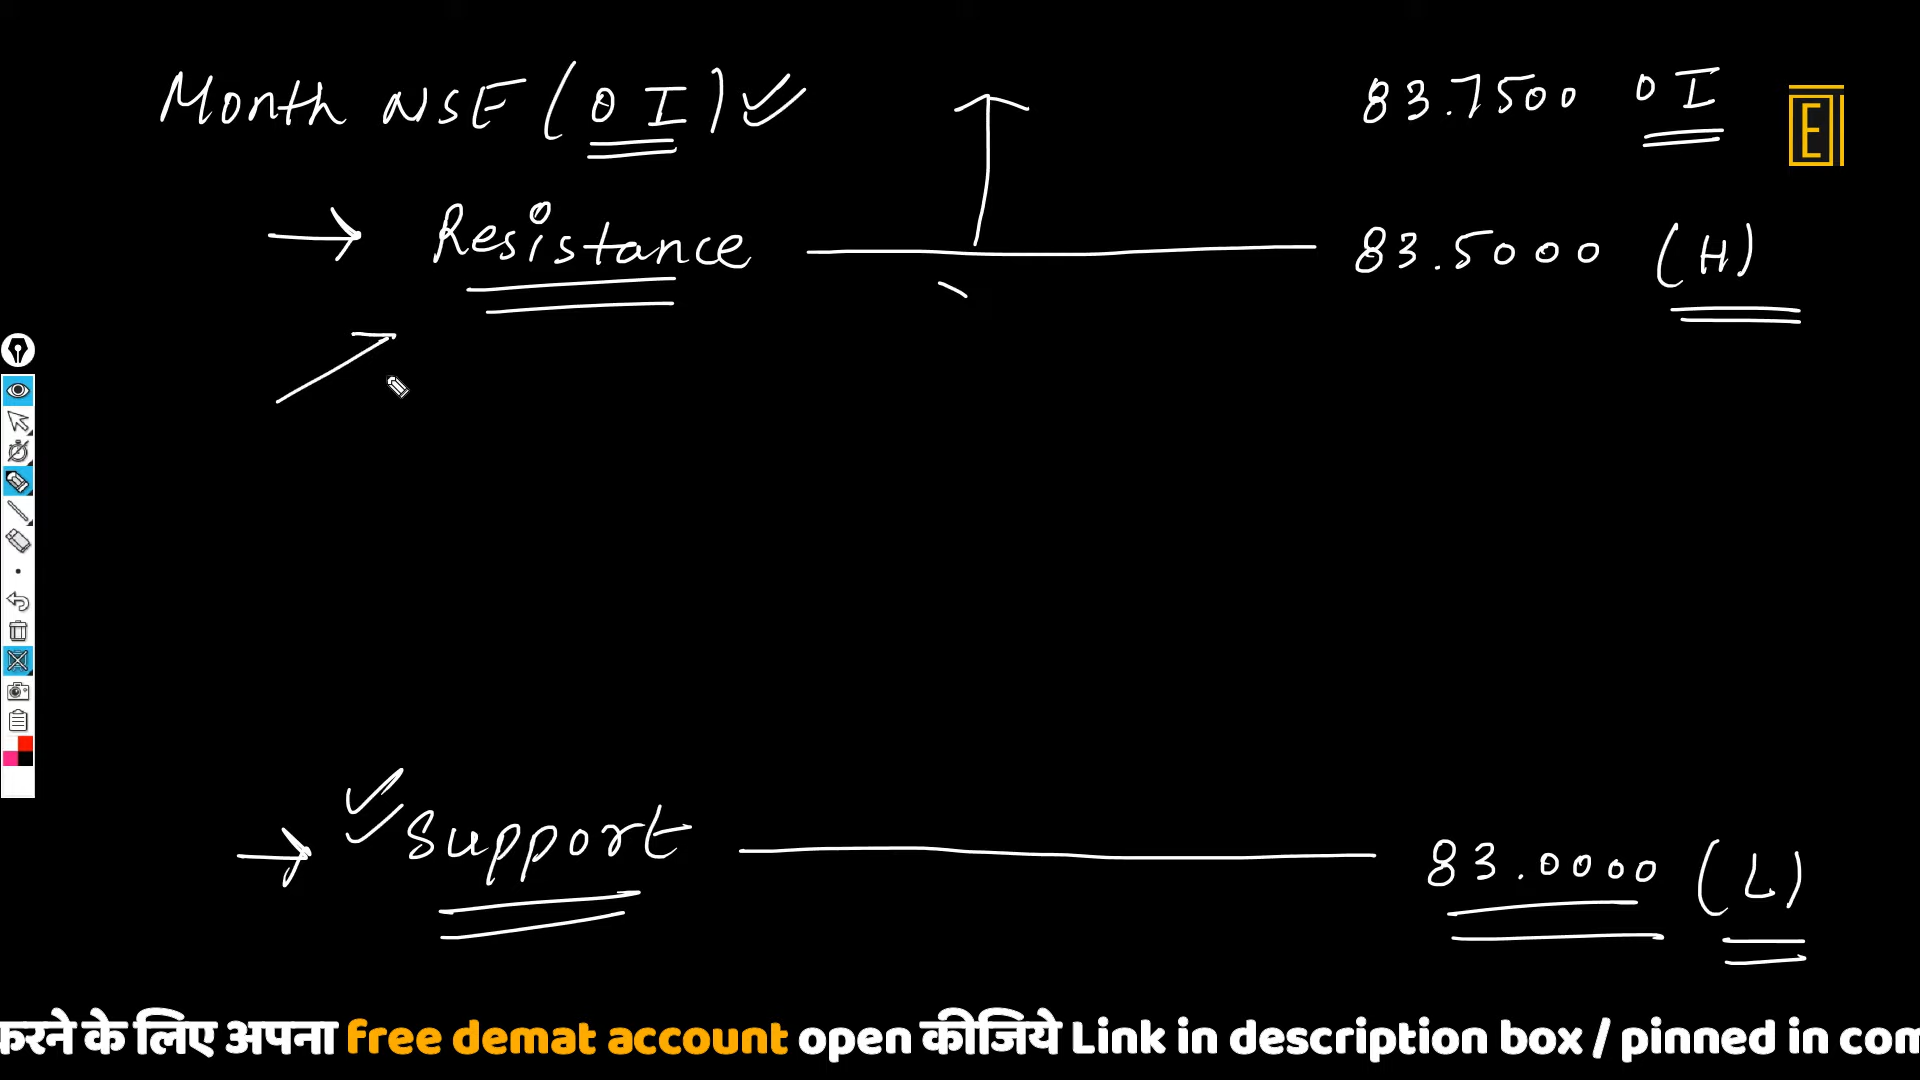 Month NSE (OI) 83.7500 OI
Resistance 83.5000 (H)
Support 83.0000 (L)
करने के लिए अपना free demat account open कीजिये Link in description box / pinned in com